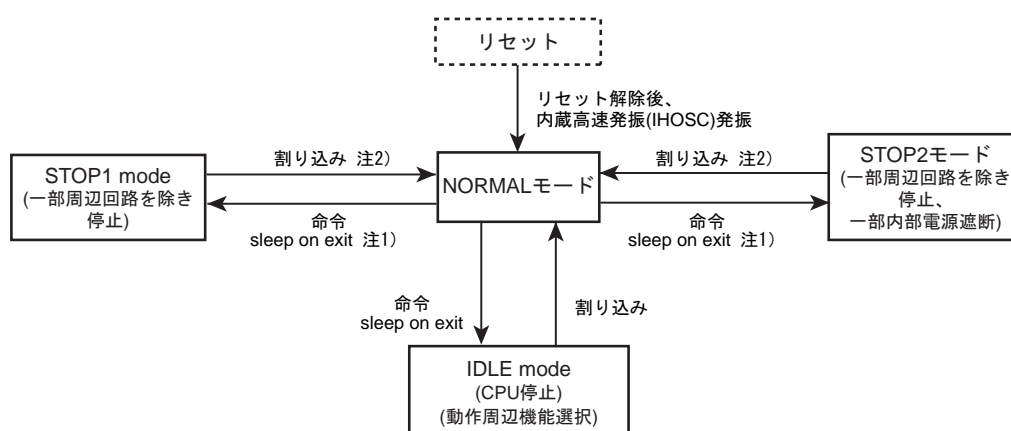 リセット
リセット解除後、
内蔵高速発振(IHOSC)発振
STOP1 mode
(一部周辺回路を除き
停止)
割り込み 注2)
命令
sleep on exit 注1)
NORMALモード
割り込み 注2)
命令
sleep on exit 注1)
STOP2モード
(一部周辺回路を除き
停止、
一部内部電源遮断)
命令
sleep on exit
割り込み
IDLE mode
(CPU停止)
(動作周辺機能選択)